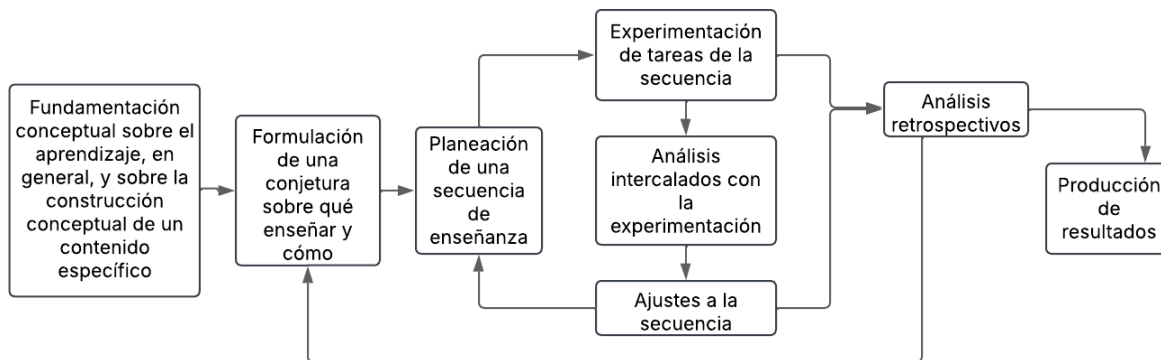 Fundamentación
conceptual sobre el
aprendizaje, en
general, y sobre la
construcción
conceptual de un
contenido
específico
Formulación
de una
conjetura
sobre qué
enseñar y
cómo
Planeación
de una
secuencia
de
enseñanza
Experimentación
de tareas de la
secuencia
Análisis
intercalados con
la
experimentación
Ajustes a la
secuencia
Análisis
retrospectivos
Producción
de
resultados